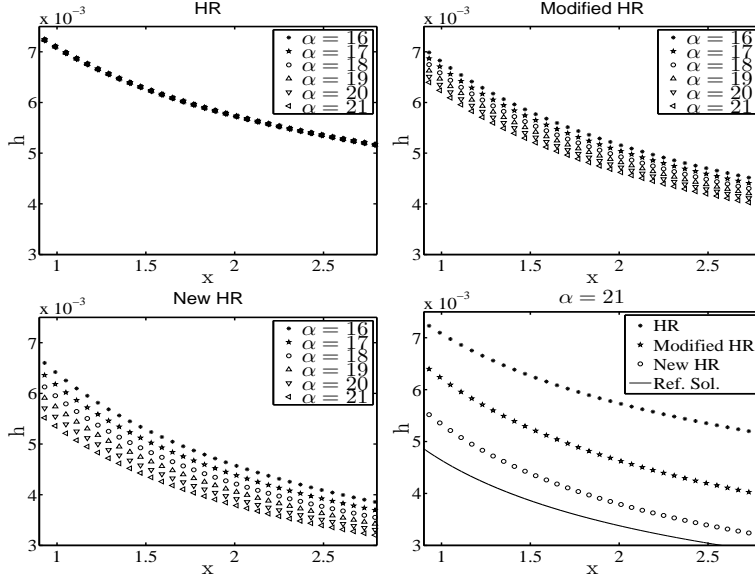 HR
x 10⁻³
7
6
5
4
3
h
1
1.5
2
2.5
x
α = 16
α = 17
α = 18
α = 19
α = 20
α = 21
Modified HR
x 10⁻³
7
6
5
4
3
h
1
1.5
2
2.5
x
α = 16
α = 17
α = 18
α = 19
α = 20
α = 21
New HR
x 10⁻³
7
6
5
4
3
h
1
1.5
2
2.5
x
α = 16
α = 17
α = 18
α = 19
α = 20
α = 21
α = 21
x 10⁻³
7
6
5
4
3
h
1
1.5
2
2.5
x
HR
Modified HR
New HR
Ref. Sol.